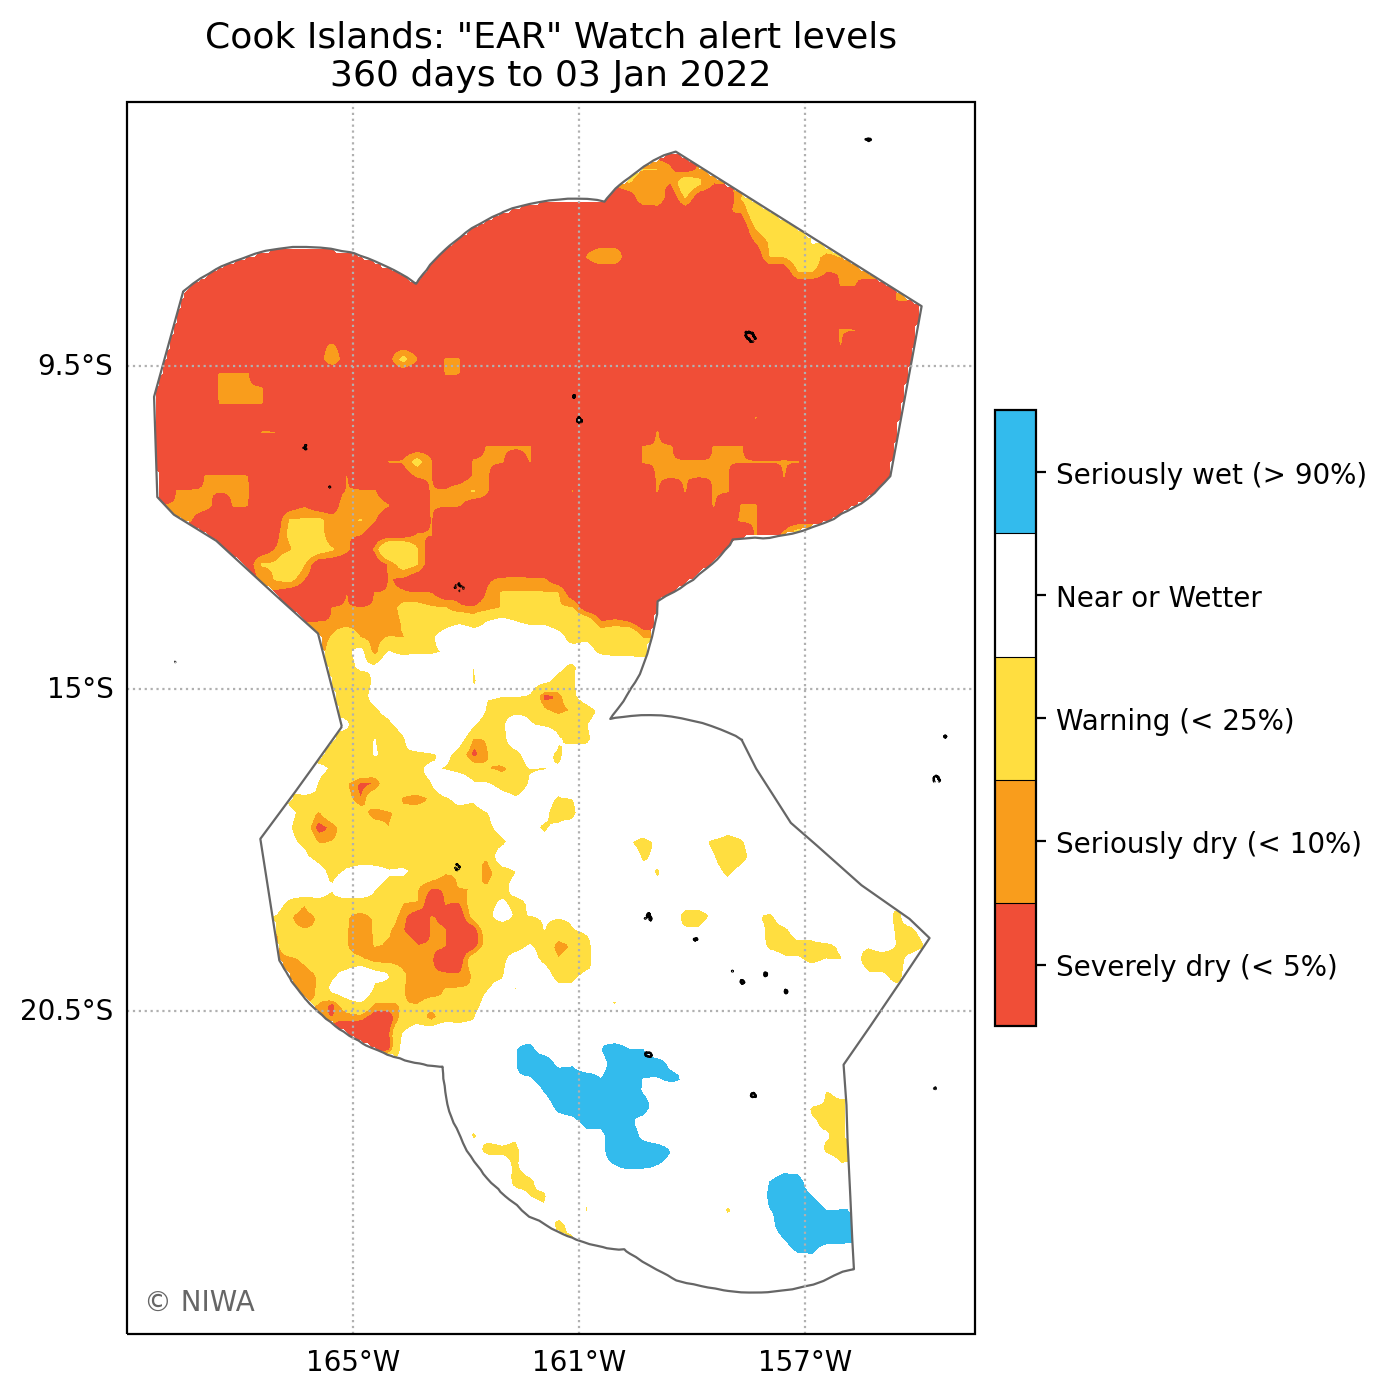 Cook Islands: "EAR" Watch alert levels
360 days to 03 Jan 2022
9.5°S
15°S
20.5°S
165°W
161°W
157°W
Seriously wet (> 90%)
Near or Wetter
Warning (< 25%)
Seriously dry (< 10%)
Severely dry (< 5%)
© NIWA